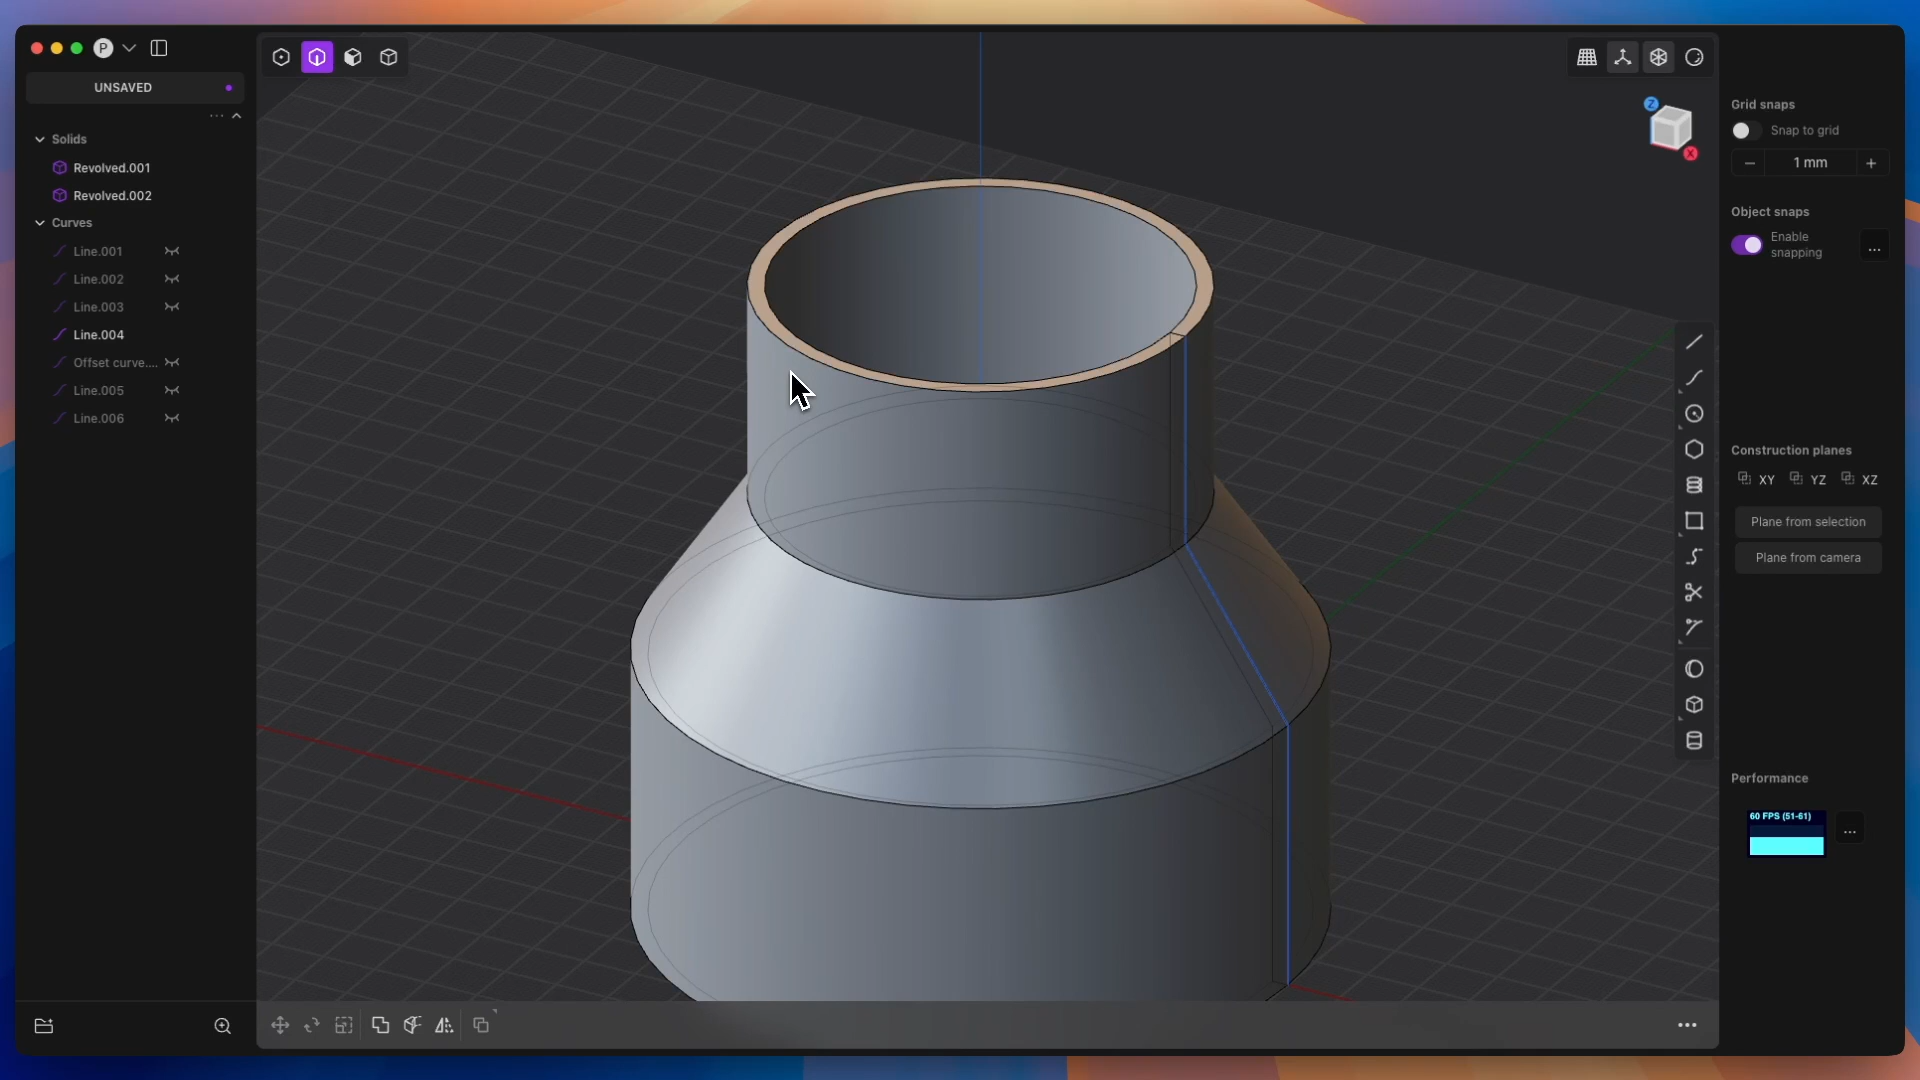 P
UNSAVED
Solids
Revolved.001
Revolved.002
Curves
Line.001
Line.002
Line.003
Line.004
Offset curve....
Line.005
Line.006
Z
X
Grid snaps
Snap to grid
1 mm
Object snaps
Enable
snapping
Construction planes
XY YZ XZ
Plane from selection
Plane from camera
Performance
60 FPS (51-61)